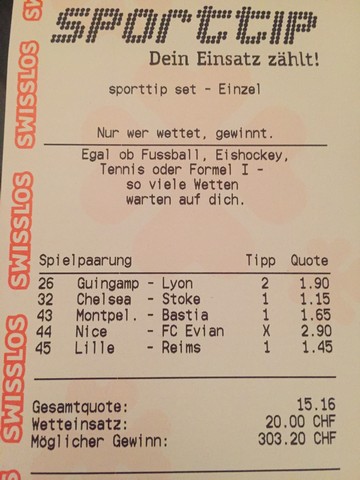 sporttip
Dein Einsatz zählt!
sporttip set - Einzel
Nur wer wettet, gewinnt.
Egal ob Fussball, Eishockey,
Tennis oder Formel I -
so viele Wetten
warten auf dich.
Spielpaarung Tipp Quote
26 Guingamp - Lyon 2 1.90
32 Chelsea - Stoke 1 1.15
43 Montpel. - Bastia 1 1.65
44 Nice - FC Evian X 2.90
45 Lille - Reims 1 1.45
Gesamtquote: 15.16
Wetteinsatz: 20.00 CHF
Möglicher Gewinn: 303.20 CHF
SWISSLOS
SWISSLOS
SWISSLOS